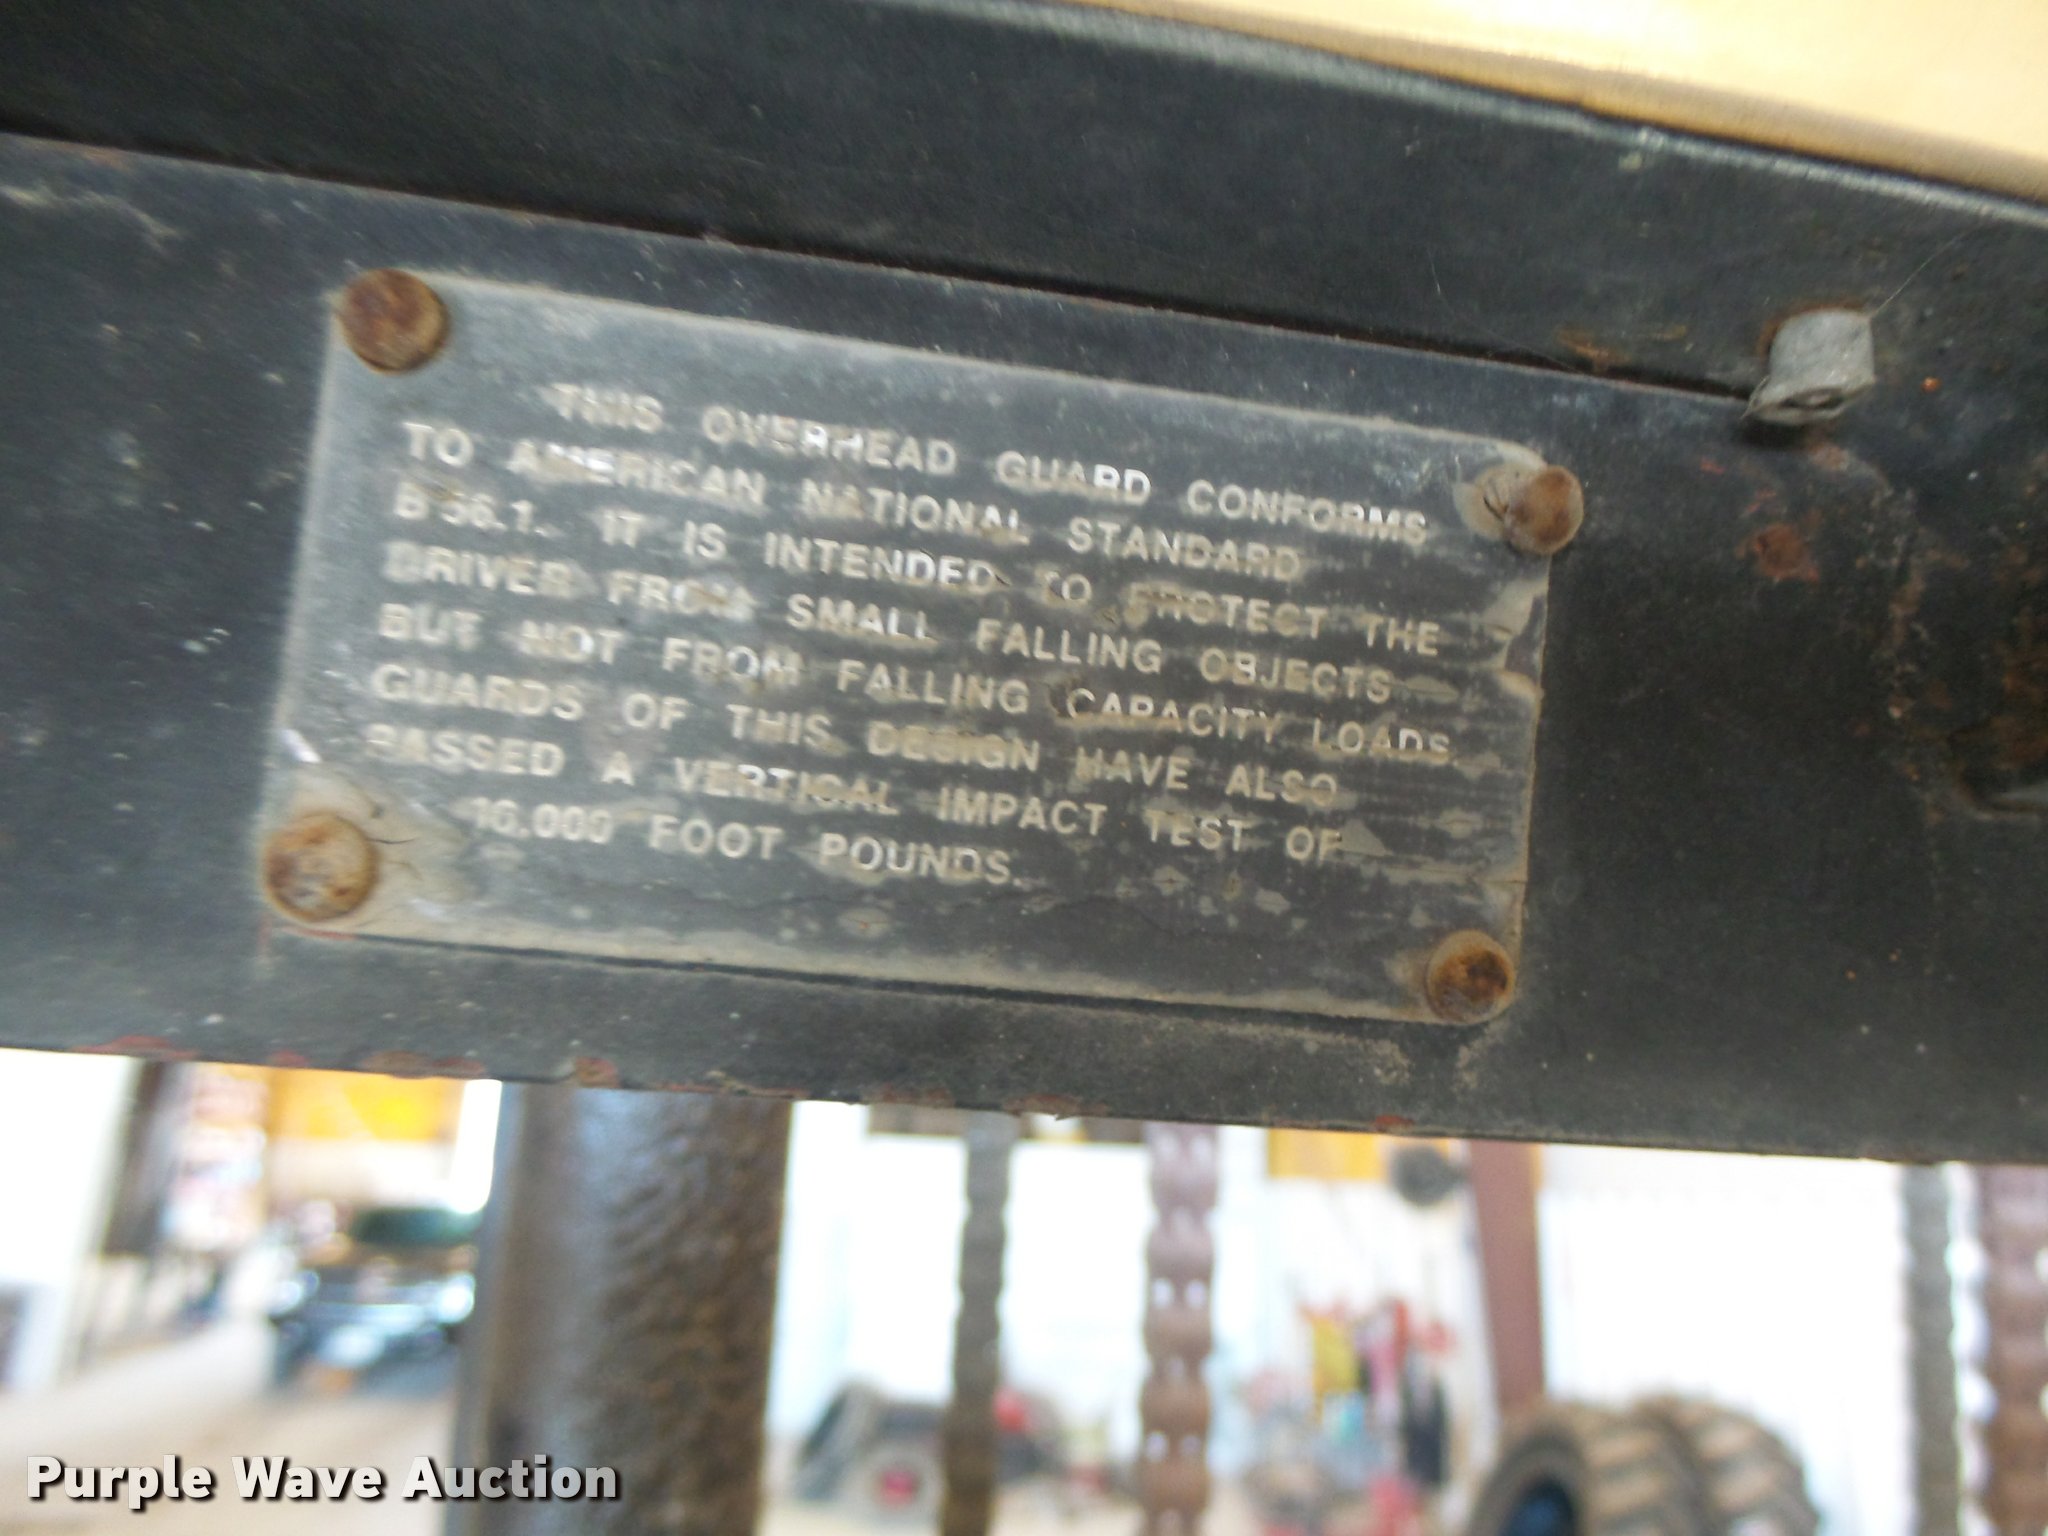 THIS OVERHEAD GUARD CONFORMS
TO AMERICAN NATIONAL STANDARD
B 56.1. IT IS INTENDED TO PROTECT THE
DRIVER FROM SMALL FALLING OBJECTS
BUT NOT FROM FALLING CAPACITY LOADS.
GUARDS OF THIS DESIGN HAVE ALSO
PASSED A VERTICAL IMPACT TEST OF
16,000 FOOT POUNDS.
Purple Wave Auction